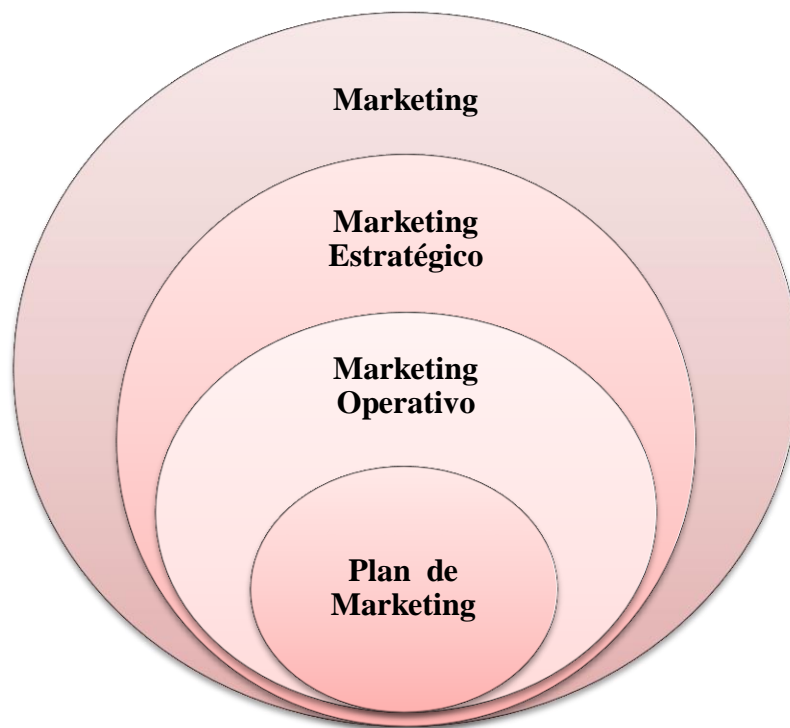 Marketing
Marketing
Estratégico
Marketing
Operativo
Plan de
Marketing